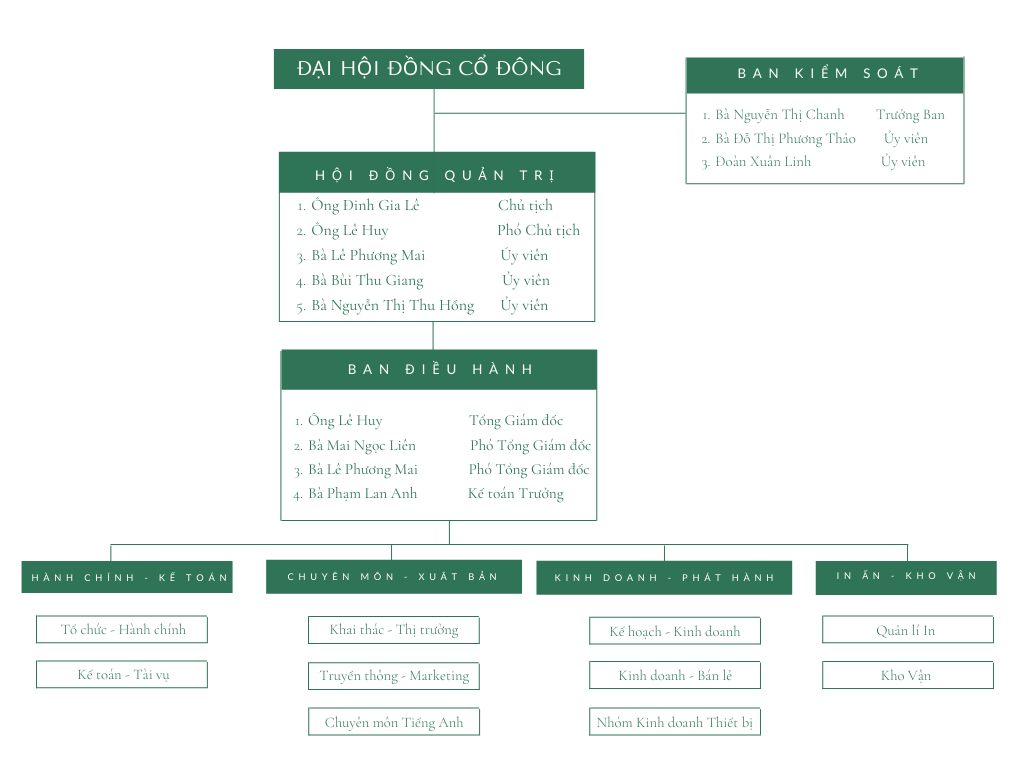 ĐẠI HỘI ĐỒNG CỔ ĐÔNG
BAN KIỂM SOÁT
1. Bà Nguyễn Thị Chanh Trưởng Ban
2. Bà Đỗ Thị Phương Thảo Ủy viên
3. Đoàn Xuân Linh Ủy viên
HỘI ĐỒNG QUẢN TRỊ
1. Ông Đinh Gia Lê Chủ tịch
2. Ông Lê Huy Phó Chủ tịch
3. Bà Lê Phương Mai Ủy viên
4. Bà Bùi Thu Giang Ủy viên
5. Bà Nguyễn Thị Thu Hồng Ủy viên
BAN ĐIỀU HÀNH
1. Ông Lê Huy Tổng Giám đốc
2. Bà Mai Ngọc Liên Phó Tổng Giám đốc
3. Bà Lê Phương Mai Phó Tổng Giám đốc
4. Bà Phạm Lan Anh Kế toán Trưởng
HÀNH CHÍNH - KẾ TOÁN
Tổ chức - Hành chính
Kế toán - Tài vụ
CHUYÊN MÔN - XUẤT BẢN
Khai thác - Thị trường
Truyền thông - Marketing
Chuyên môn Tiếng Anh
KINH DOANH - PHÁT HÀNH
Kế hoạch - Kinh doanh
Kinh doanh - Bán lẻ
Nhóm Kinh doanh Thiết bị
IN ẤN - KHO VẬN
Quản lí In
Kho Vận